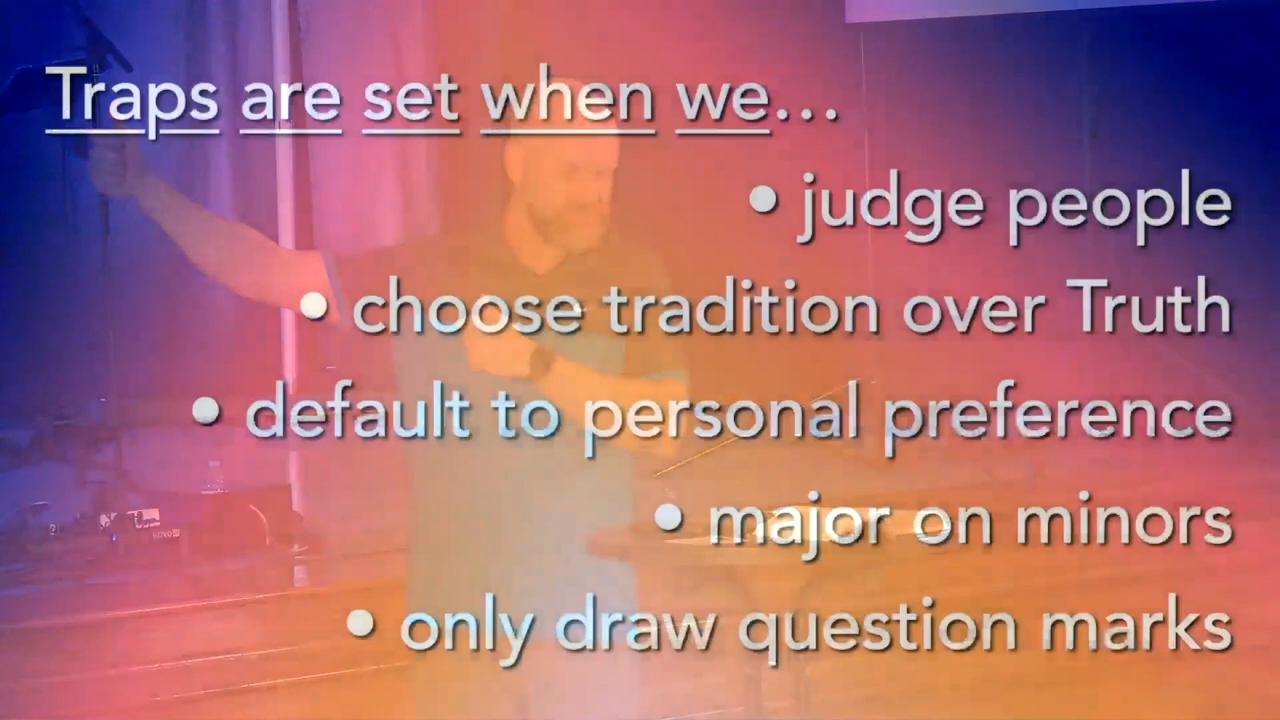 Traps are set when we...
• judge people
• choose tradition over Truth
• default to personal preference
• major on minors
• only draw question marks